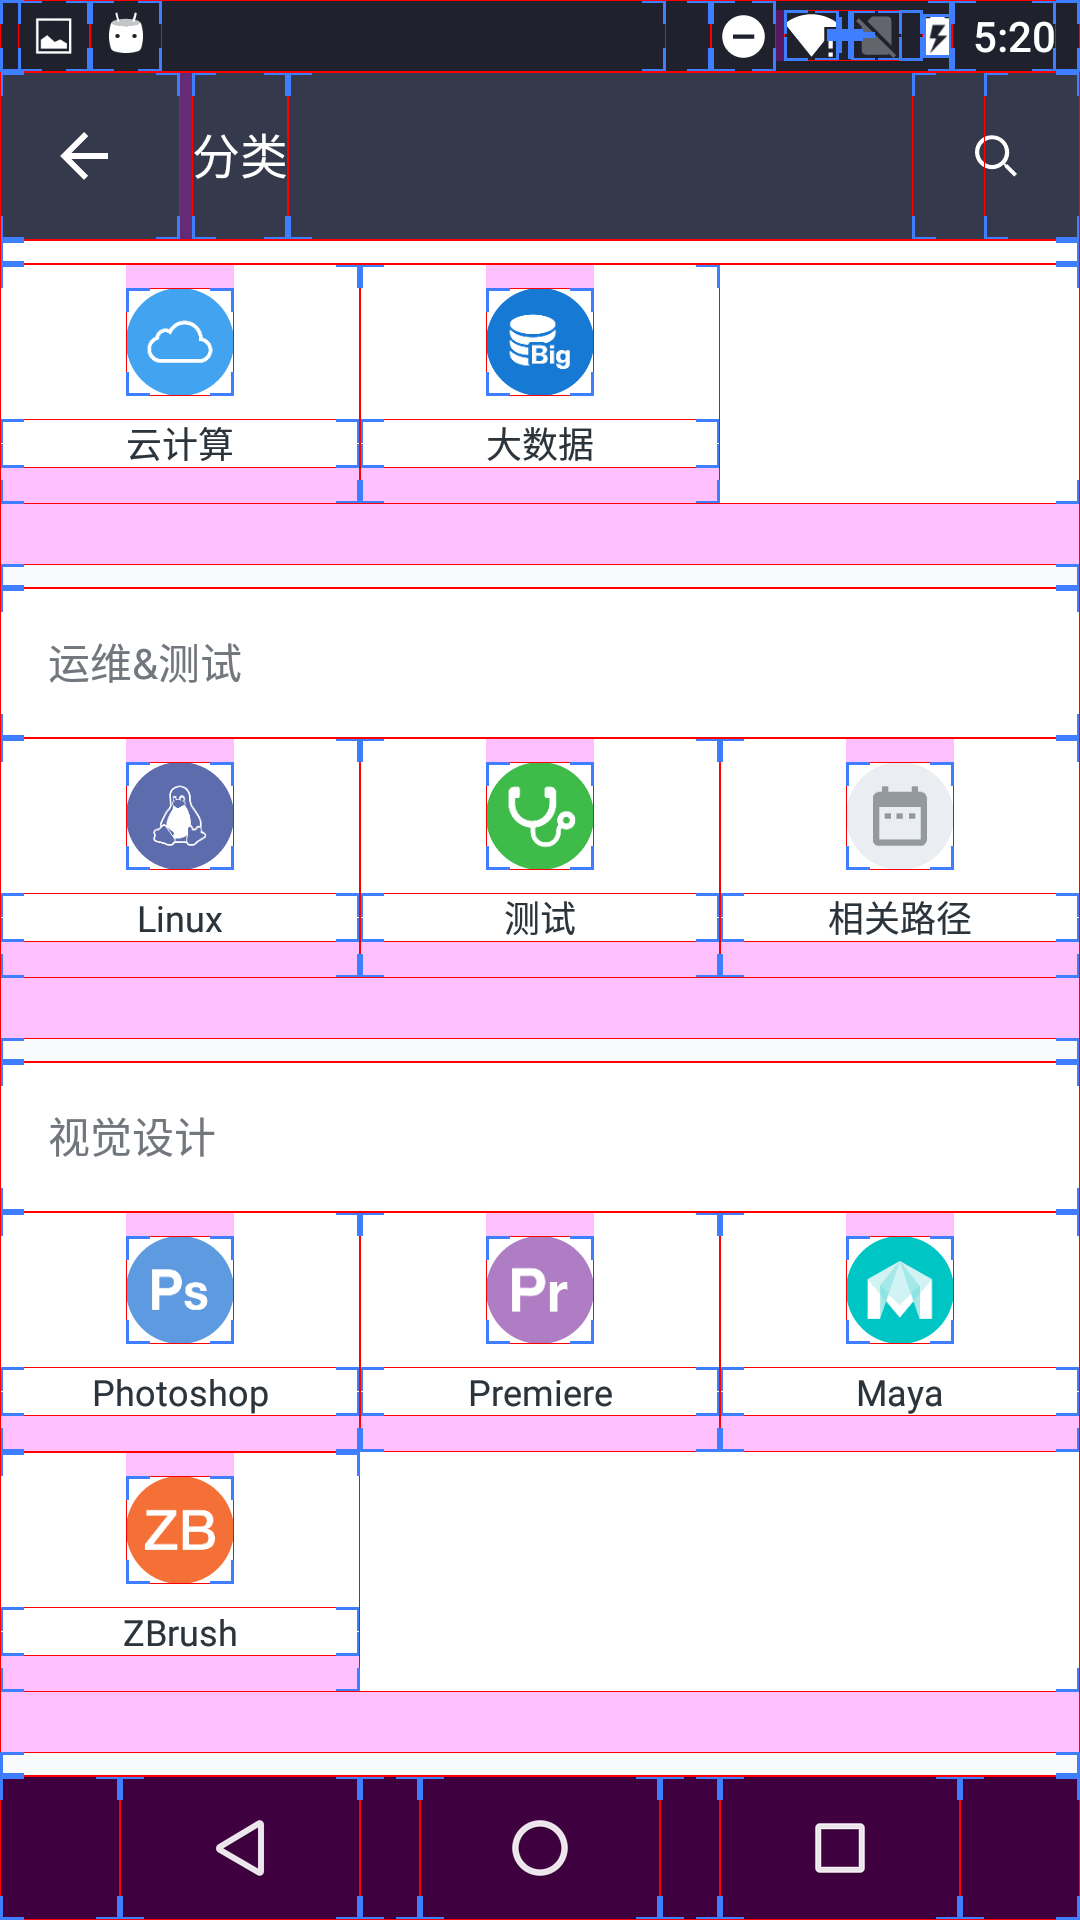 5:20
分类
Big
云计算 大数据
运维&测试
Linux 测试 相关路径
视觉设计
Ps Pr
Photoshop Premiere Maya
ZB
ZBrush